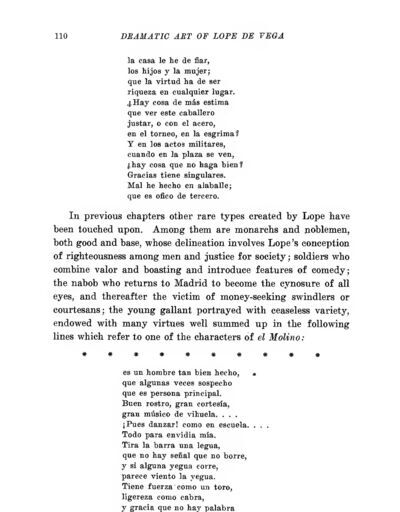 110 DRAMATIC ART OF LOPE DE VEGA
la casa le he de fiar,
los hijos y la mujer;
que la virtud ha de ser
riqueza en cualquier lugar.
¿Hay cosa de más estima
que ver este caballero
justar, o con el acero,
en el torneo, en la esgrima?
Y en los actos militares,
cuando en la plaza se ven,
¿hay cosa que no haga bien?
Gracias tiene singulares.
Mal he hecho en alaballe;
que es ofico de tercero.
In previous chapters other rare types created by Lope have
been touched upon. Among them are monarchs and noblemen,
both good and base, whose delineation involves Lope's conception
of righteousness among men and justice for society; soldiers who
combine valor and boasting and introduce features of comedy;
the nabob who returns to Madrid to become the cynosure of all
eyes, and thereafter the victim of money-seeking swindlers or
courtesans; the young gallant portrayed with ceaseless variety,
endowed with many virtues well summed up in the following
lines which refer to one of the characters of el Molino:
* * * * * * * * * *
es un hombre tan bien hecho,
que algunas veces sospecho
que es persona principal.
Buen rostro, gran cortesía,
gran músico de vihuela. . . .
¡Pues danzar! como en escuela. . . .
Todo para envidia mía.
Tira la barra una legua,
que no hay señal que no borre,
y si alguna yegua corre,
parece viento la yegua.
Tiene fuerza como un toro,
ligereza como cabra,
y gracia que no hay palabra